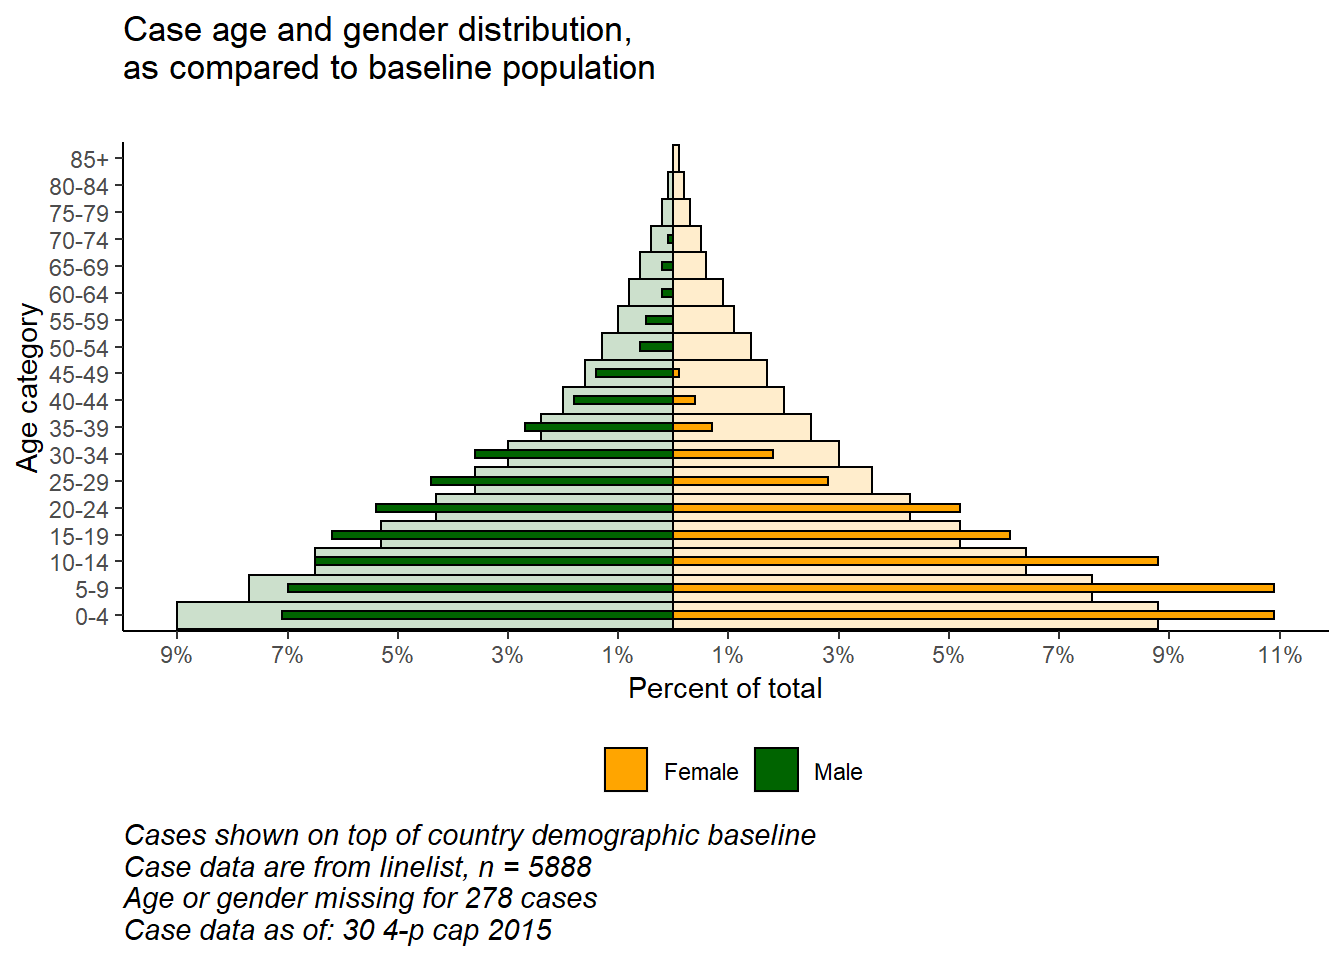 Case age and gender distribution,
as compared to baseline population
85+
80-84
75-79
70-74
65-69
60-64
55-59
50-54
45-49
40-44
35-39
30-34
25-29
20-24
15-19
10-14
5-9
0-4
Age category
9% 7% 5% 3% 1% 1% 3% 5% 7% 9% 11%
Percent of total
Female Male
Cases shown on top of country demographic baseline
Case data are from linelist, n = 5888
Age or gender missing for 278 cases
Case data as of: 30 4-p cap 2015